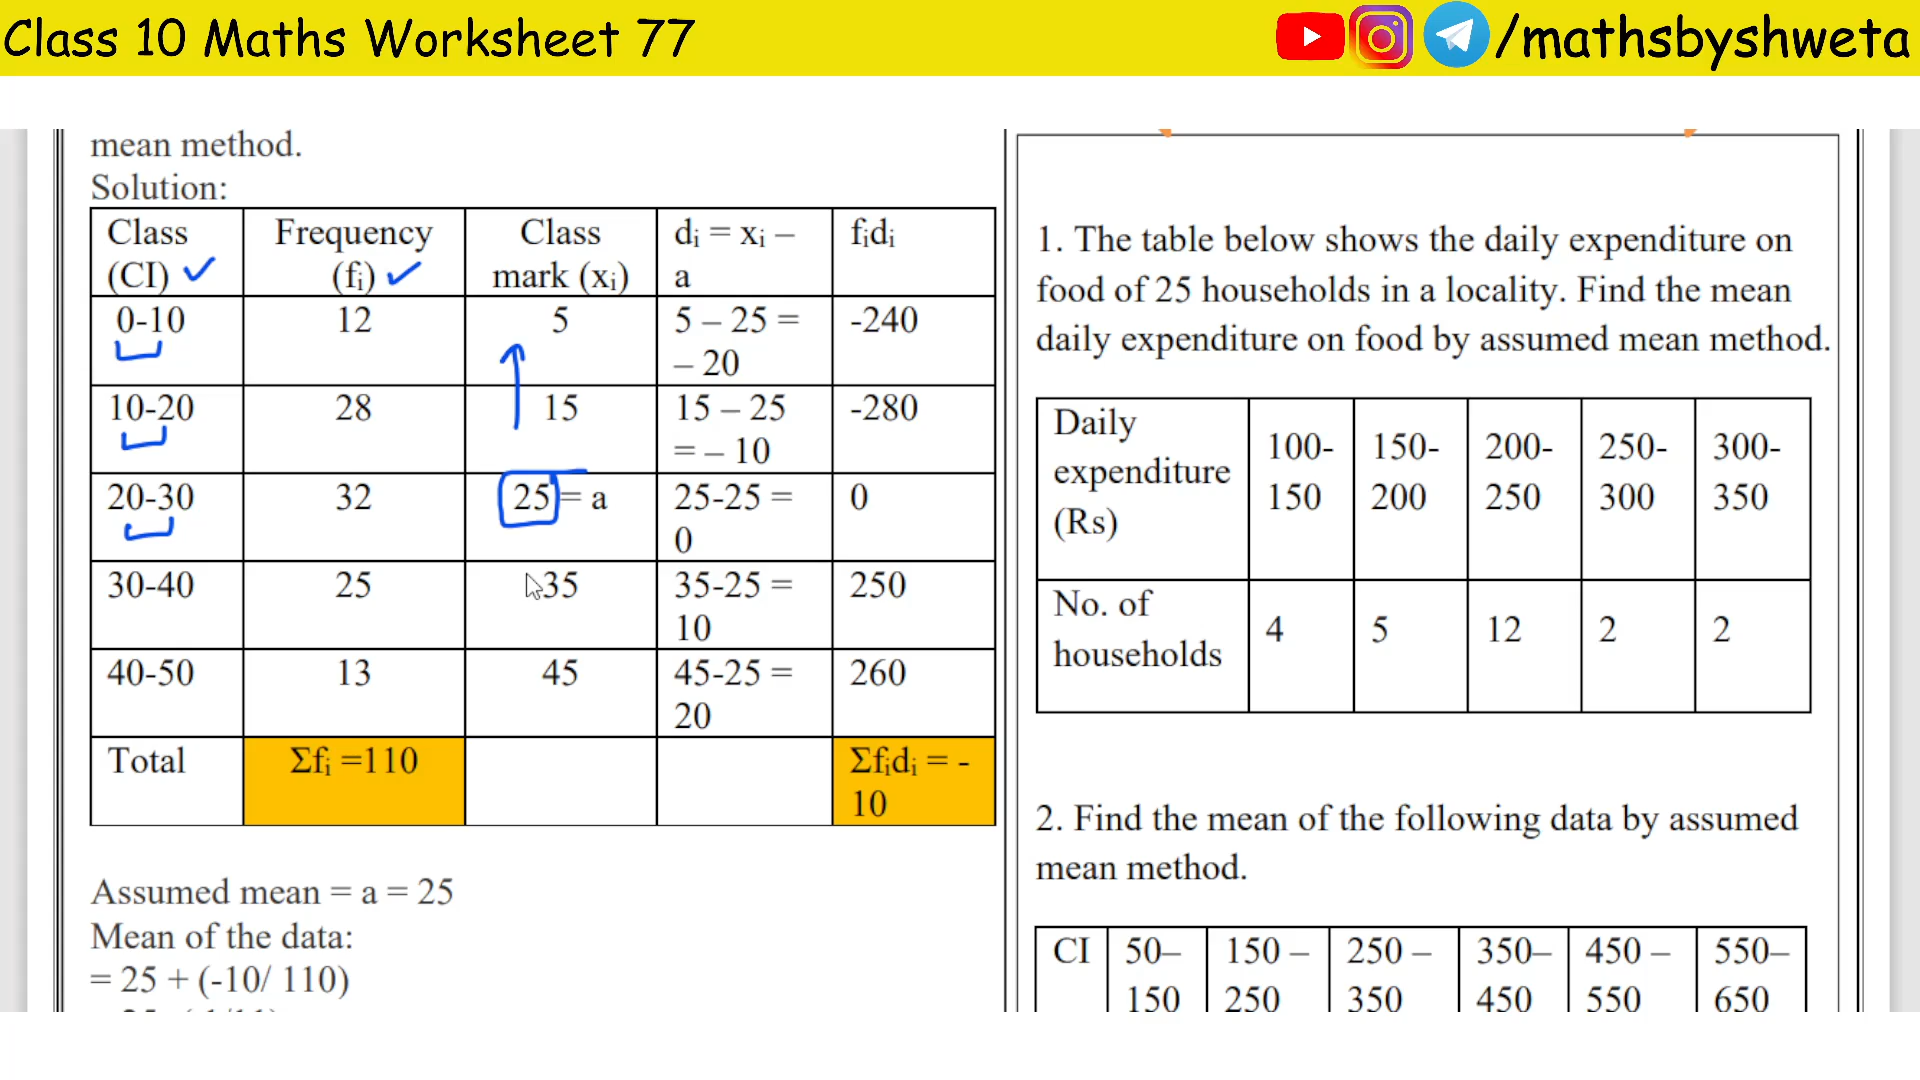 Class 10 Maths Worksheet 77
/mathsbyshweta
mean method.
Solution:
Class (CI) Frequency (fᵢ) Class mark (xᵢ) dᵢ = xᵢ – a fᵢdᵢ
0-10 12 5 5 – 25 = – 20 -240
10-20 28 15 15 – 25 = – 10 -280
20-30 32 25 = a 25-25 = 0 0
30-40 25 35 35-25 = 10 250
40-50 13 45 45-25 = 20 260
Total Σfᵢ =110 Σfᵢdᵢ = - 10
Assumed mean = a = 25
Mean of the data:
= 25 + (-10/ 110)
1. The table below shows the daily expenditure on
food of 25 households in a locality. Find the mean
daily expenditure on food by assumed mean method.
Daily expenditure (Rs) 100-150 150-200 200-250 250-300 300-350
No. of households 4 5 12 2 2
2. Find the mean of the following data by assumed
mean method.
CI 50–150 150 – 250 250 – 350 350–450 450 – 550 550–650